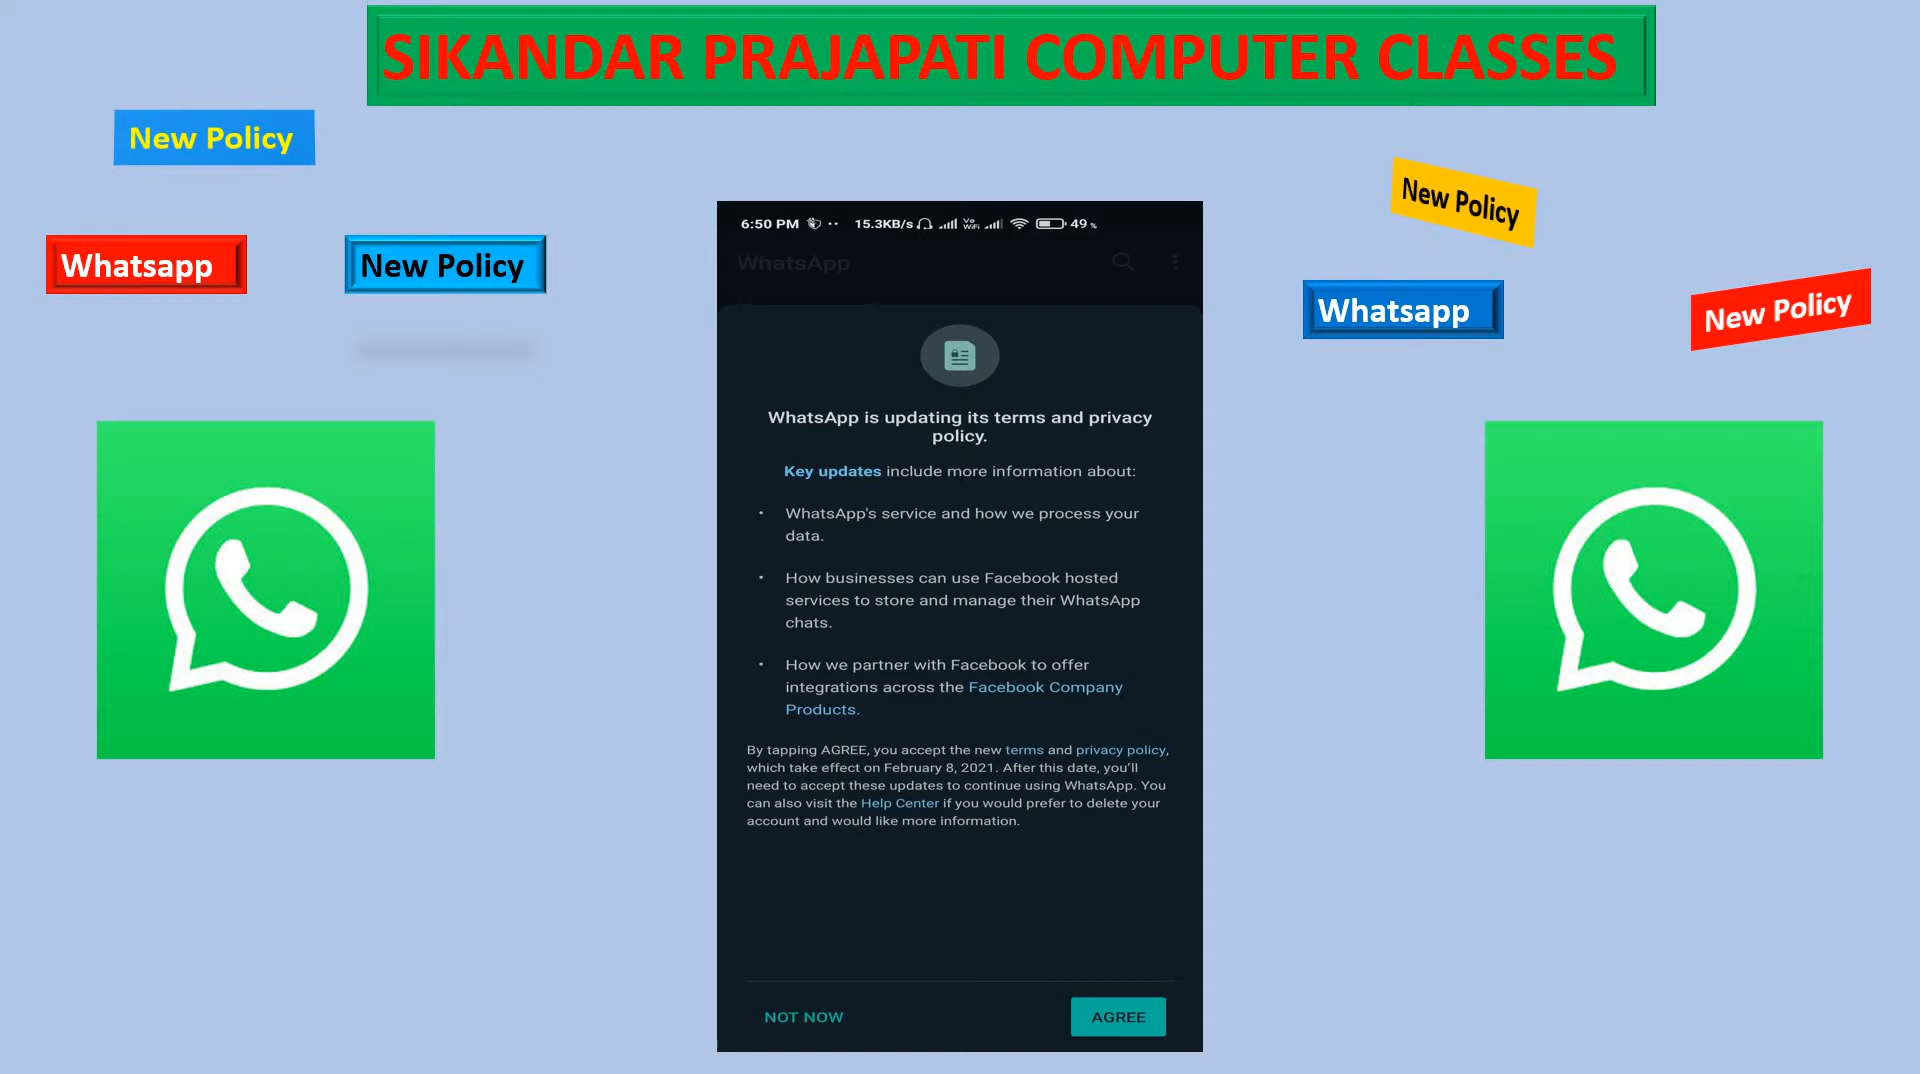 SIKANDAR PRAJAPATI COMPUTER CLASSES
New Policy
New Policy
Whatsapp
New Policy
Whatsapp
New Policy
6:50 PM 15.3KB/s Vo WiFi 49 %
WhatsApp
WhatsApp is updating its terms and privacy
policy.
Key updates include more information about:
• WhatsApp's service and how we process your
data.
• How businesses can use Facebook hosted
services to store and manage their WhatsApp
chats.
• How we partner with Facebook to offer
integrations across the Facebook Company
Products.
By tapping AGREE, you accept the new terms and privacy policy,
which take effect on February 8, 2021. After this date, you'll
need to accept these updates to continue using WhatsApp. You
can also visit the Help Center if you would prefer to delete your
account and would like more information.
NOT NOW
AGREE